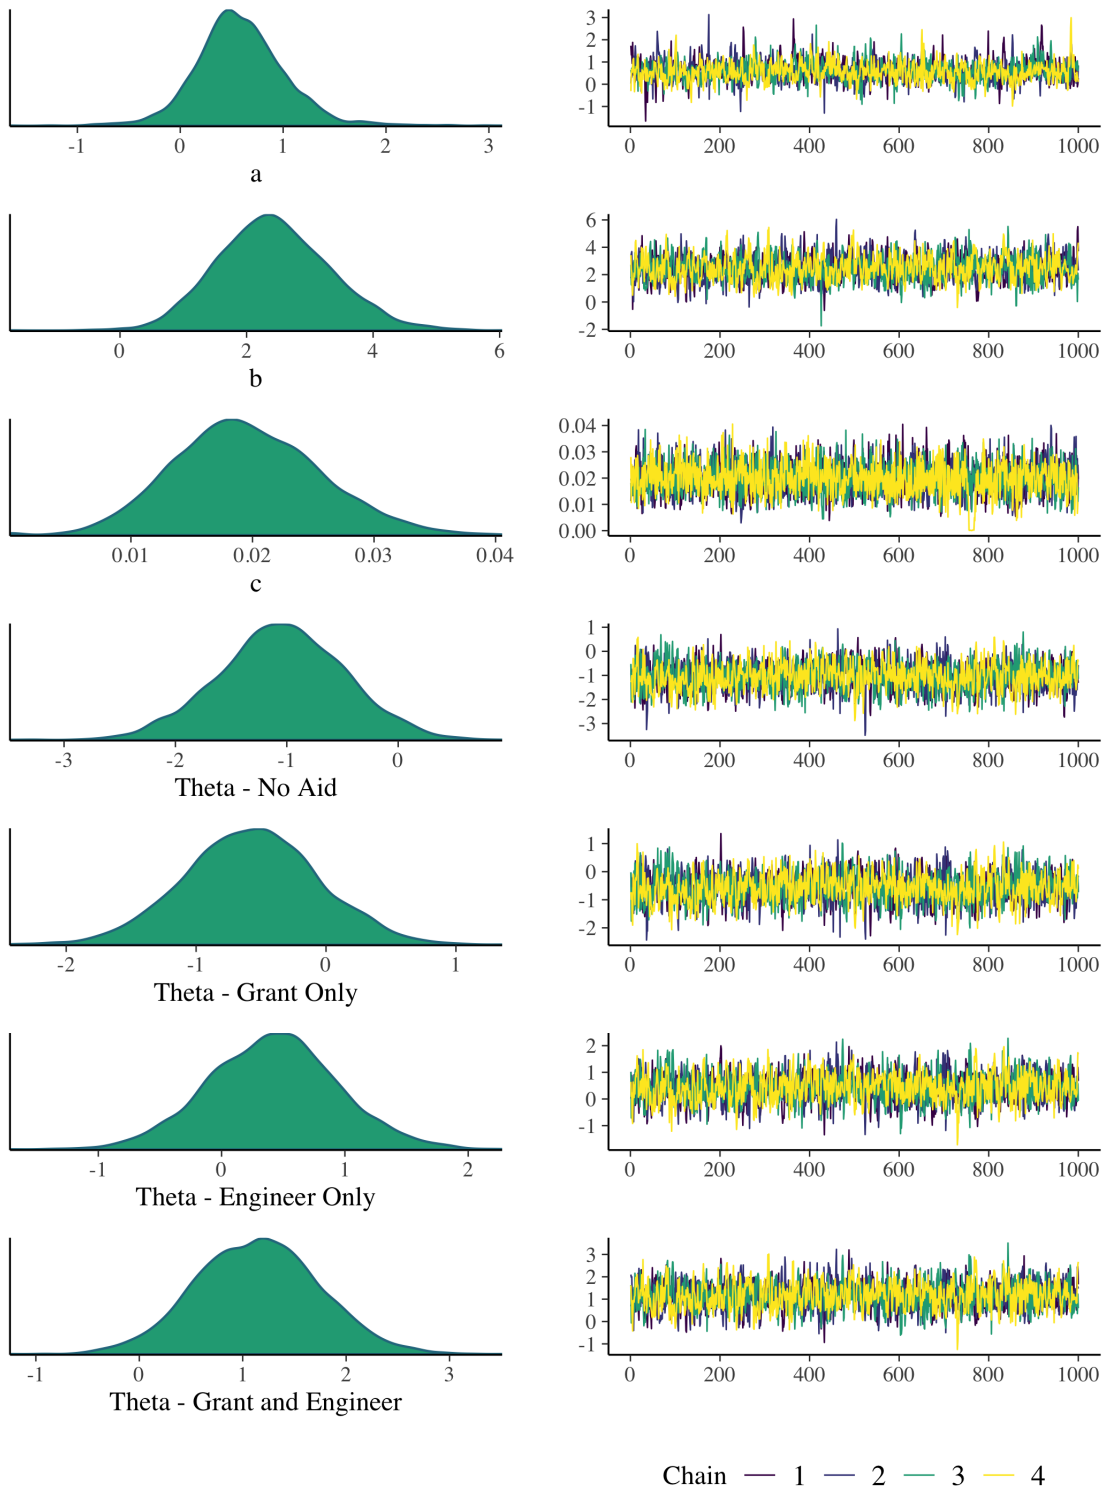 3
2
1
0
-1
-1 0 1 2 3
0 200 400 600 800 1000
a
6
4
2
0
-2
0 2 4 6
0 200 400 600 800 1000
b
0.04
0.03
0.02
0.01
0.00
0.01 0.02 0.03 0.04
0 200 400 600 800 1000
c
1
0
-1
-2
-3
-3 -2 -1 0
0 200 400 600 800 1000
Theta - No Aid
1
0
-1
-2
-2 -1 0 1
0 200 400 600 800 1000
Theta - Grant Only
2
1
0
-1
-1 0 1 2
0 200 400 600 800 1000
Theta - Engineer Only
3
2
1
0
-1
-1 0 1 2 3
0 200 400 600 800 1000
Theta - Grant and Engineer
Chain 1 2 3 4